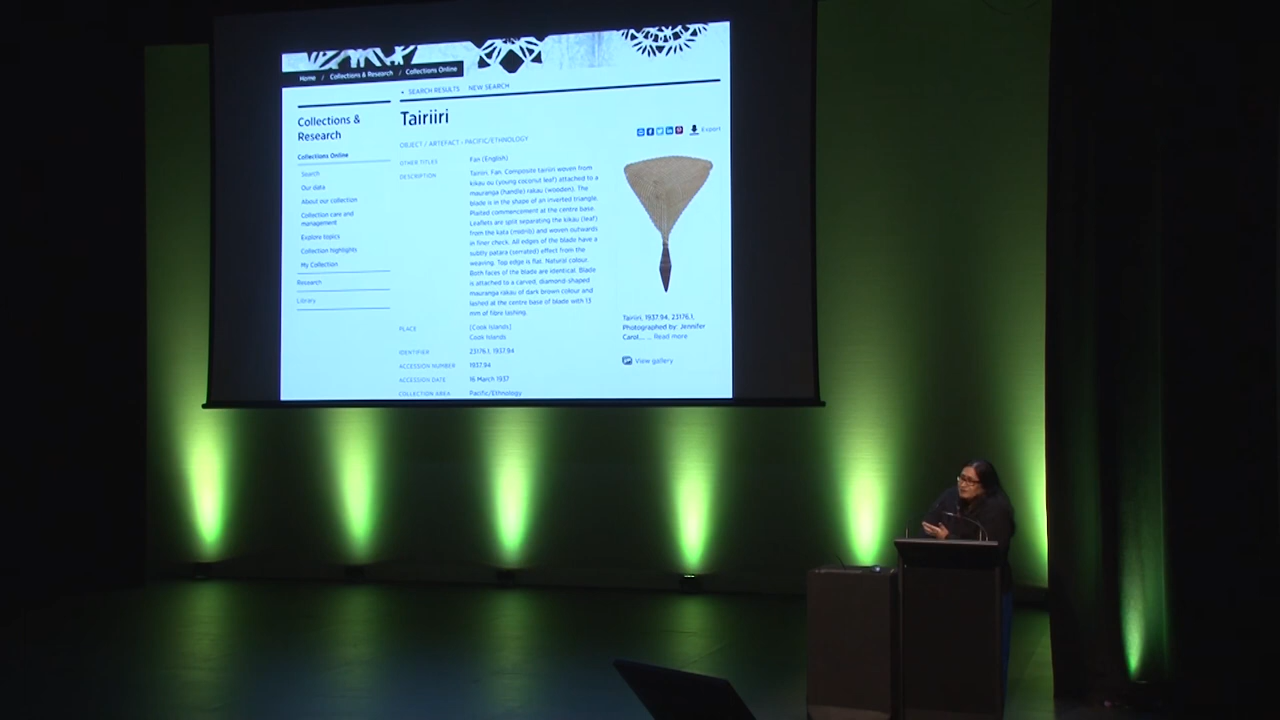 Home / Collections & Research / Collections Online
SEARCH RESULTS NEW SEARCH
Collections &
Research
Collections Online
Search
Our data
About our collection
Collection care and
management
Explore topics
Collection highlights
My Collection
Research
Library
Tairiiri
OBJECT / ARTEFACT - PACIFIC/ETHNOLOGY
OTHER TITLES Fan (English)
DESCRIPTION Tairiiri. Fan. Composite tairiiri woven from
kikau ou (young coconut leaf) attached to a
mauranga (handle) rakau (wooden). The
blade is in the shape of an inverted triangle.
Plaited commencement at the centre base.
Leaflets are split separating the kikau (leaf)
from the kata (midrib) and woven outwards
in finer check. All edges of the blade have a
subtly patara (serrated) effect from the
weaving. Top edge is flat. Natural colour.
Both faces of the blade are identical. Blade
is attached to a carved, diamond-shaped
mauranga rakau of dark brown colour and
lashed at the centre base of blade with 13
mm of fibre lashing.
PLACE [Cook Islands]
Cook Islands
IDENTIFIER 23176.1, 1937.94
ACCESSION NUMBER 1937.94
ACCESSION DATE 16 March 1937
COLLECTION AREA Pacific/Ethnology
Export
Tairiiri, 1937.94, 23176.1,
Photographed by: Jennifer
Carol... ... Read more
View gallery